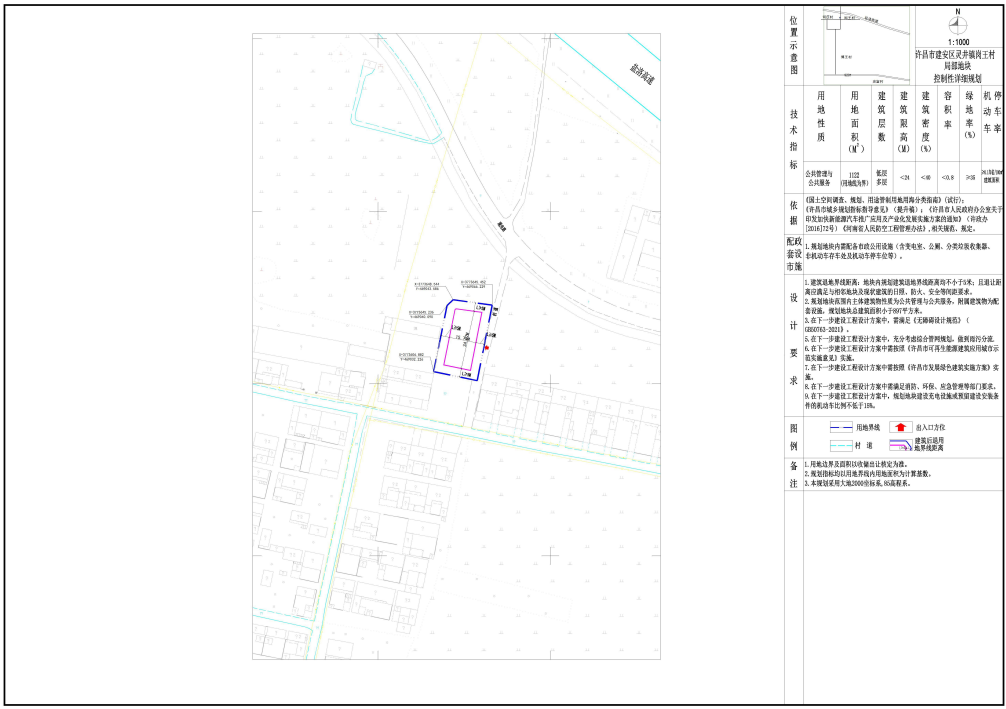 盐洛高速
L≥5米
L≥5米
L≥5米
L≥5米
位置示意图
N
1:1000
许昌市建安区灵井镇岗王村
局部地块
控制性详细规划
技术指标
用地性质
用地面积(M²)
建筑层数
建筑限高(M)
建筑密度(%)
容积率
绿地率(%)
机动车停车率
公共管理与公共服务
1122
(用地线为界)
低层
多层
<24
<40
<0.8
≥35
依据
《国土空间调查、规划、用途管制用地用海分类指南》(试行);
《许昌市城乡规划指标指导意见》(提升稿);《许昌市人民政府办公室关于
印发加快新能源汽车推广应用及产业化发展实施方案的通知》(许政办
[2016]72号)《河南省人民防空工程管理办法》,相关规范、规定。
配套市政设施
1.规划地块内需配备市政公用设施(含变电室、公厕、分类垃圾收集器、
非机动车存车处及机动车停车位等)。
设计要求
1.建筑退地界线距离:地块内规划建筑退地界线距离均不小于5米;且退让距
离应满足与相邻地块及现状建筑的日照、防火、安全等间距要求。
2.规划地块范围内主体建筑物性质为公共管理与公共服务,附属建筑物为配
套设施,规划地块总建筑面积小于897平方米。
3.在下一步建设工程设计方案中,需满足《无障碍设计规范》(
GB50763-2021)。
5.在下一步建设工程设计方案中,充分考虑综合管网规划,做到雨污分流.
6.在下一步建设工程设计方案中需按照《许昌市可再生能源建筑应用城市示
范实施意见》实施。
7.在下一步建设工程设计方案中需按照《许昌市发展绿色建筑实施方案》实
施。
8.在下一步建设工程设计方案中需满足消防、环保、应急管理等部门要求。
9.在下一步建设工程设计方案中,规划地块建设充电设施或预留建设安装条
件的机动车比例不低于15%。
图例
用地界线
出入口方位
村 道
建筑后退用
地界线距离
备注
1.用地边界及面积以收储出让核定为准。
2.规划指标均以用地界线内用地面积为计算基数。
3.本规划采用大地2000坐标系,85高程系。